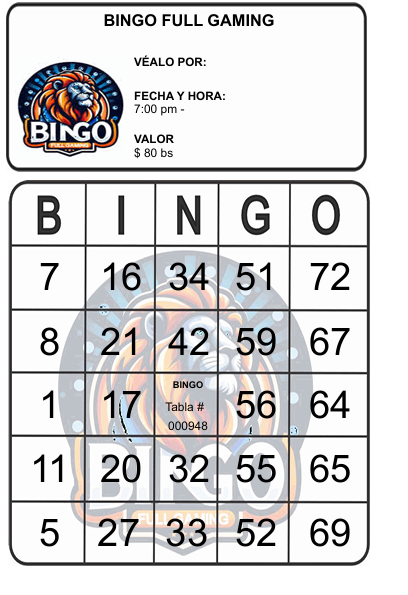 BINGO FULL GAMING
VÉALO POR:
FECHA Y HORA:
7:00 pm -
VALOR
$ 80 bs
BINGO
FULL GAMING
B I N G O
7 16 34 51 72
8 21 42 59 67
1 17 BINGO 56 64
Tabla #
000948
11 20 32 55 65
5 27 33 52 69
BINGO
FULL GAMING